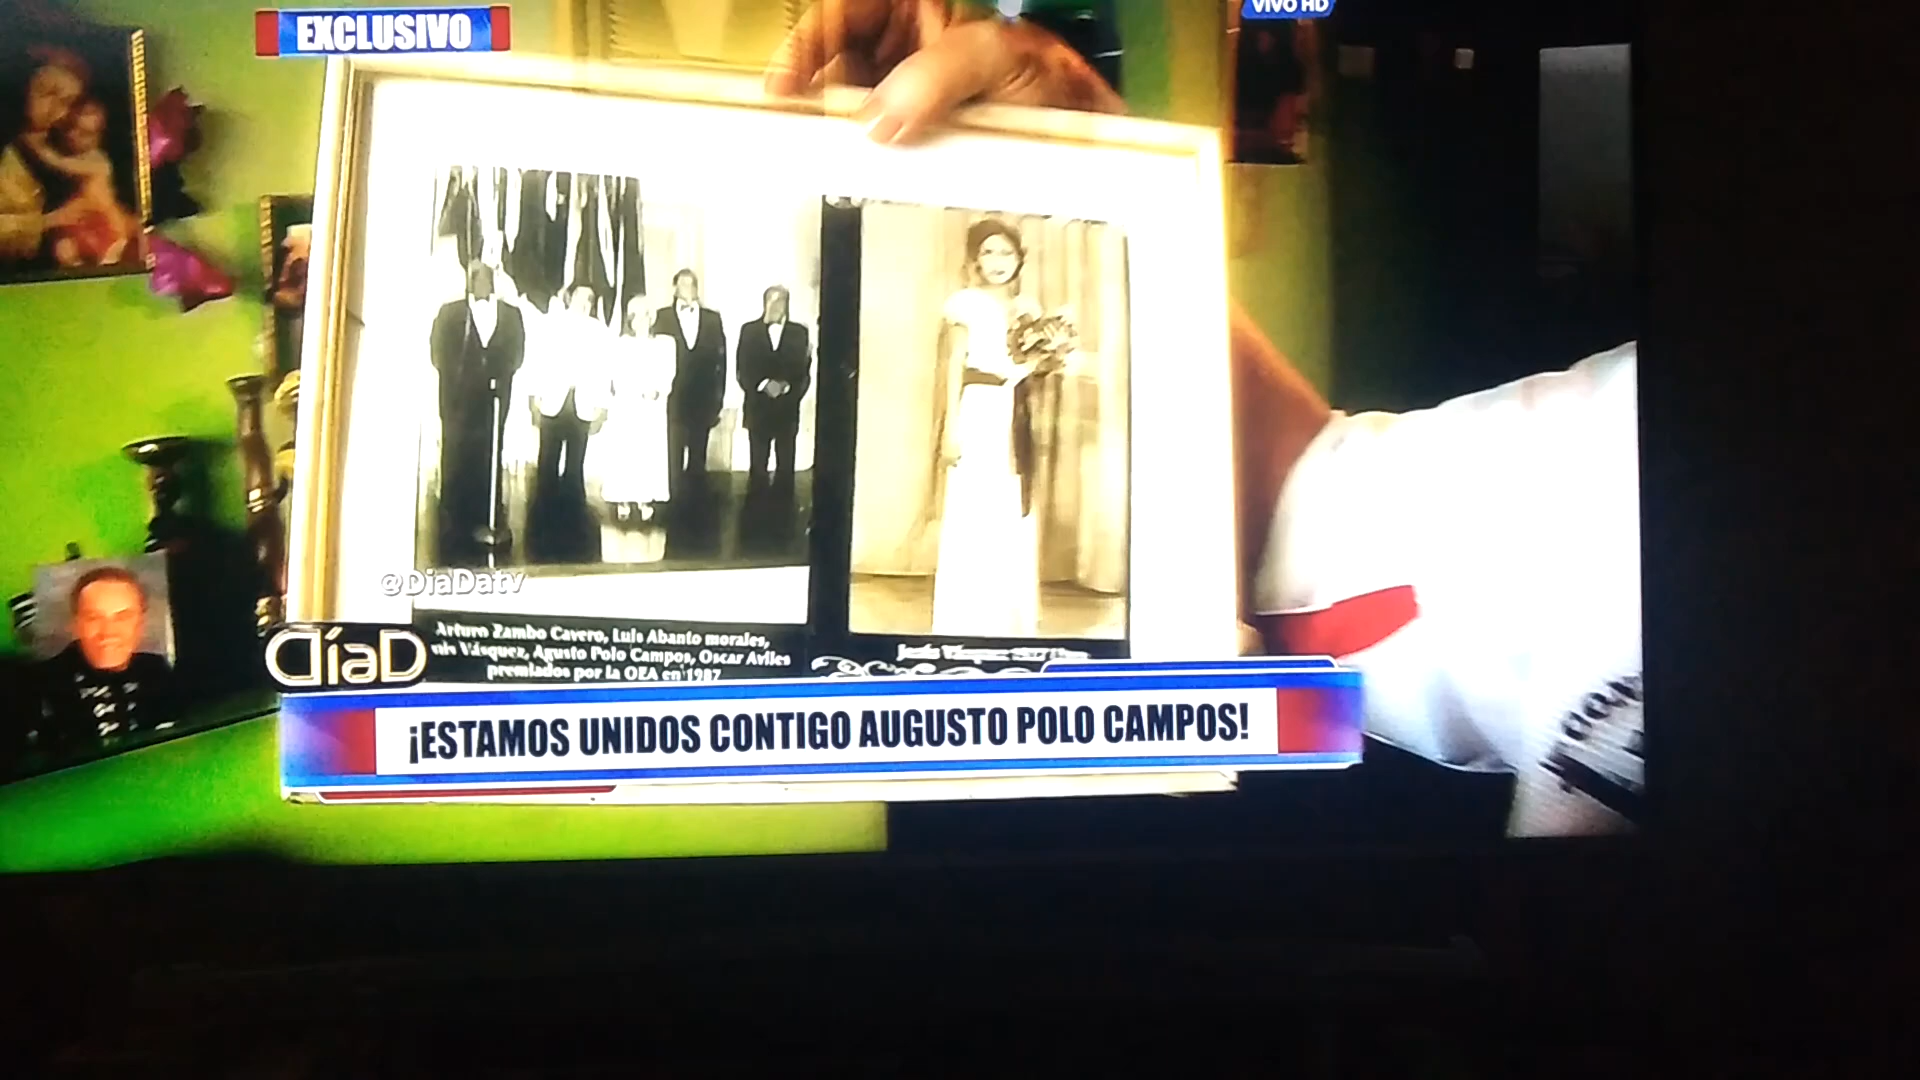 EXCLUSIVO
VIVO HD
@DiaDatv
DíaD
Arturo Zambo Cavero, Luis Abanto morales,
Vásquez, Agusto Polo Campos, Oscar Aviles
premiados por la OEA en 1987
¡ESTAMOS UNIDOS CONTIGO AUGUSTO POLO CAMPOS!